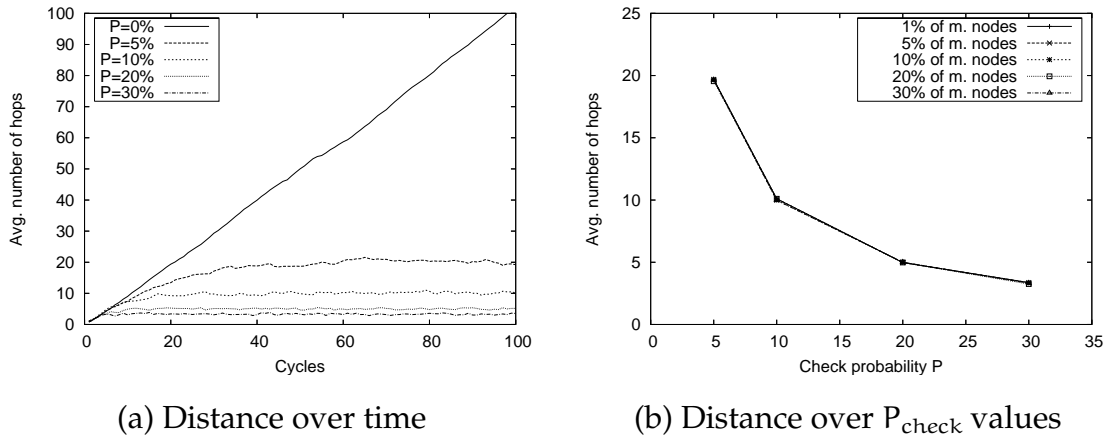 Avg. number of hops
100
90
80
70
60
50
40
30
20
10
0
P=0%
P=5%
P=10%
P=20%
P=30%
0 20 40 60 80 100
Cycles
(a) Distance over time
Avg. number of hops
25
20
15
10
5
0
1% of m. nodes
5% of m. nodes
10% of m. nodes
20% of m. nodes
30% of m. nodes
0 5 10 15 20 25 30 35
Check probability P
(b) Distance over Pcheck values